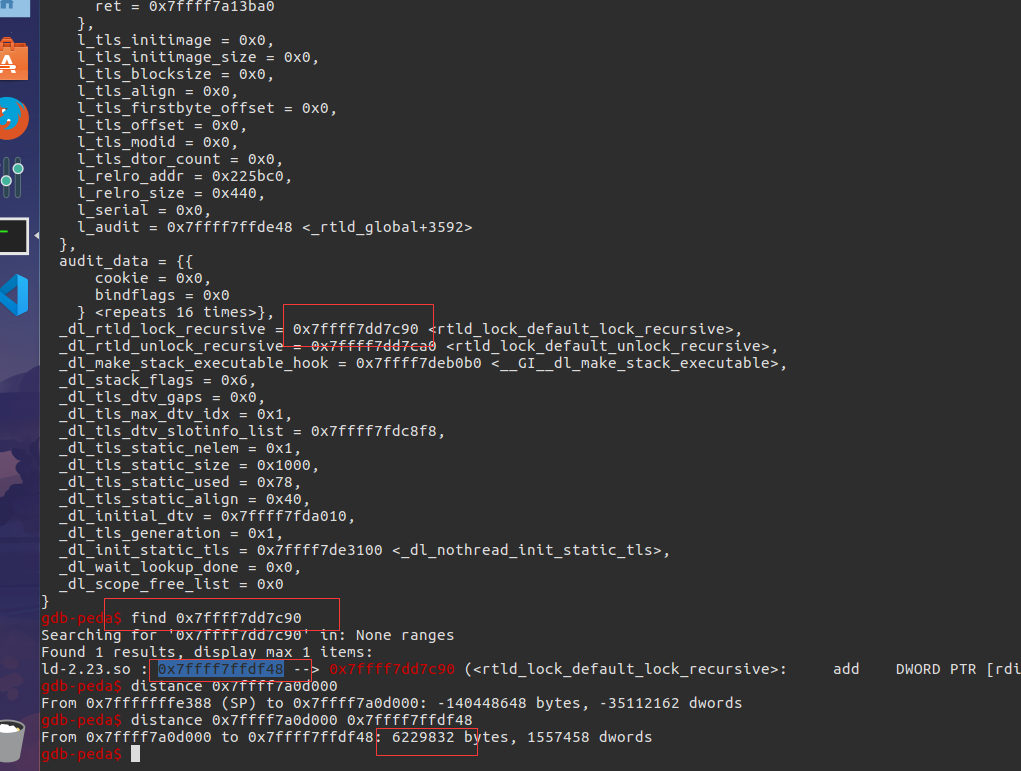 ret = 0x7ffff7a13ba0
},
l_tls_initimage = 0x0,
l_tls_initimage_size = 0x0,
l_tls_blocksize = 0x0,
l_tls_align = 0x0,
l_tls_firstbyte_offset = 0x0,
l_tls_offset = 0x0,
l_tls_modid = 0x0,
l_tls_dtor_count = 0x0,
l_relro_addr = 0x225bc0,
l_relro_size = 0x440,
l_serial = 0x0,
l_audit = 0x7ffff7ffde48 <_rtld_global+3592>
},
audit_data = {{
cookie = 0x0,
bindflags = 0x0
} <repeats 16 times>},
_dl_rtld_lock_recursive = 0x7ffff7dd7c90 <rtld_lock_default_lock_recursive>,
_dl_rtld_unlock_recursive = 0x7ffff7dd7ca0 <rtld_lock_default_unlock_recursive>,
_dl_make_stack_executable_hook = 0x7ffff7deb0b0 <__GI__dl_make_stack_executable>,
_dl_stack_flags = 0x6,
_dl_tls_dtv_gaps = 0x0,
_dl_tls_max_dtv_idx = 0x1,
_dl_tls_dtv_slotinfo_list = 0x7ffff7fdc8f8,
_dl_tls_static_nelem = 0x1,
_dl_tls_static_size = 0x1000,
_dl_tls_static_used = 0x78,
_dl_tls_static_align = 0x40,
_dl_initial_dtv = 0x7ffff7fda010,
_dl_tls_generation = 0x1,
_dl_init_static_tls = 0x7ffff7de3100 <_dl_nothread_init_static_tls>,
_dl_wait_lookup_done = 0x0,
_dl_scope_free_list = 0x0
}
gdb-peda$ find 0x7ffff7dd7c90
Searching for '0x7ffff7dd7c90' in: None ranges
Found 1 results, display max 1 items:
ld-2.23.so : 0x7ffff7ffdf48 --> 0x7ffff7dd7c90 (<rtld_lock_default_lock_recursive>: add DWORD PTR [rdi
gdb-peda$ distance 0x7ffff7a0d000
From 0x7fffffffe388 (SP) to 0x7ffff7a0d000: -140448648 bytes, -35112162 dwords
gdb-peda$ distance 0x7ffff7a0d000 0x7ffff7ffdf48
From 0x7ffff7a0d000 to 0x7ffff7ffdf48: 6229832 bytes, 1557458 dwords
gdb-peda$